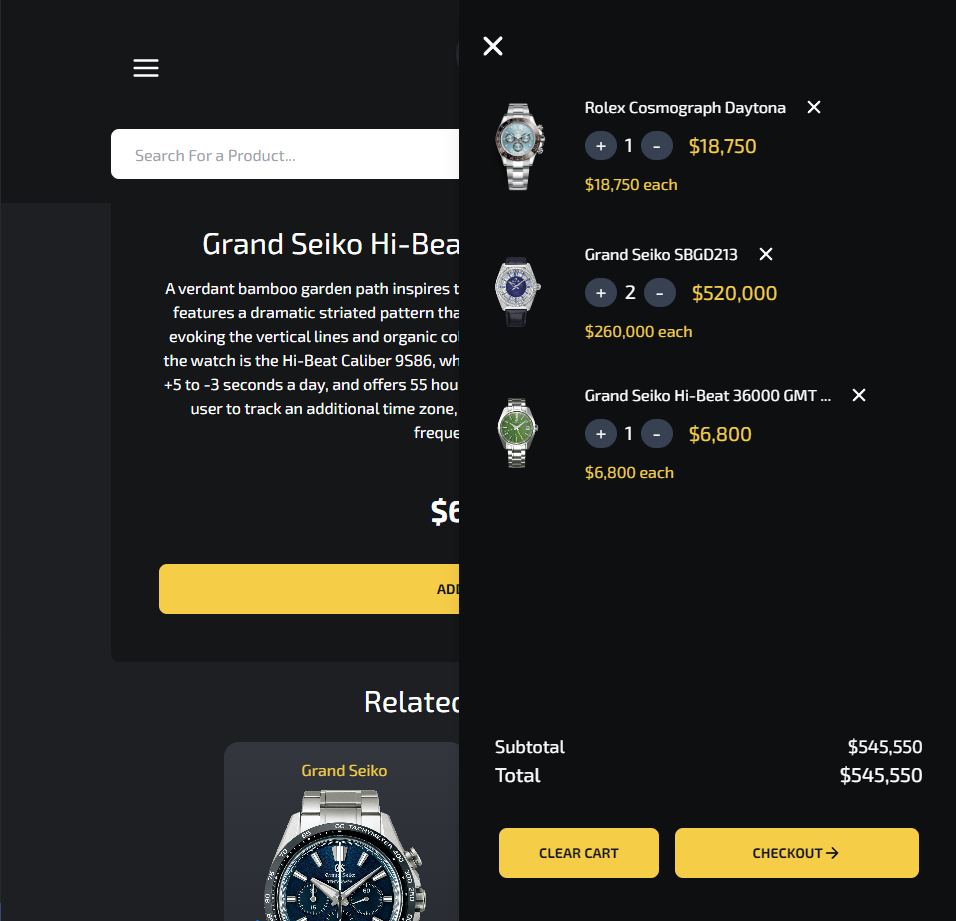 Search For a Product...
Grand Seiko Hi-Bea
A verdant bamboo garden path inspires t
features a dramatic striated pattern tha
evoking the vertical lines and organic co
the watch is the Hi-Beat Caliber 9S86, wh
+5 to -3 seconds a day, and offers 55 hou
user to track an additional time zone,
freque
$6
ADD
Related
Grand Seiko
TACHYMETER
Grand Seiko
Rolex Cosmograph Daytona
+ 1 - $18,750
$18,750 each
Grand Seiko SBGD213
+ 2 - $520,000
$260,000 each
Grand Seiko Hi-Beat 36000 GMT ...
+ 1 - $6,800
$6,800 each
Subtotal $545,550
Total $545,550
CLEAR CART CHECKOUT→